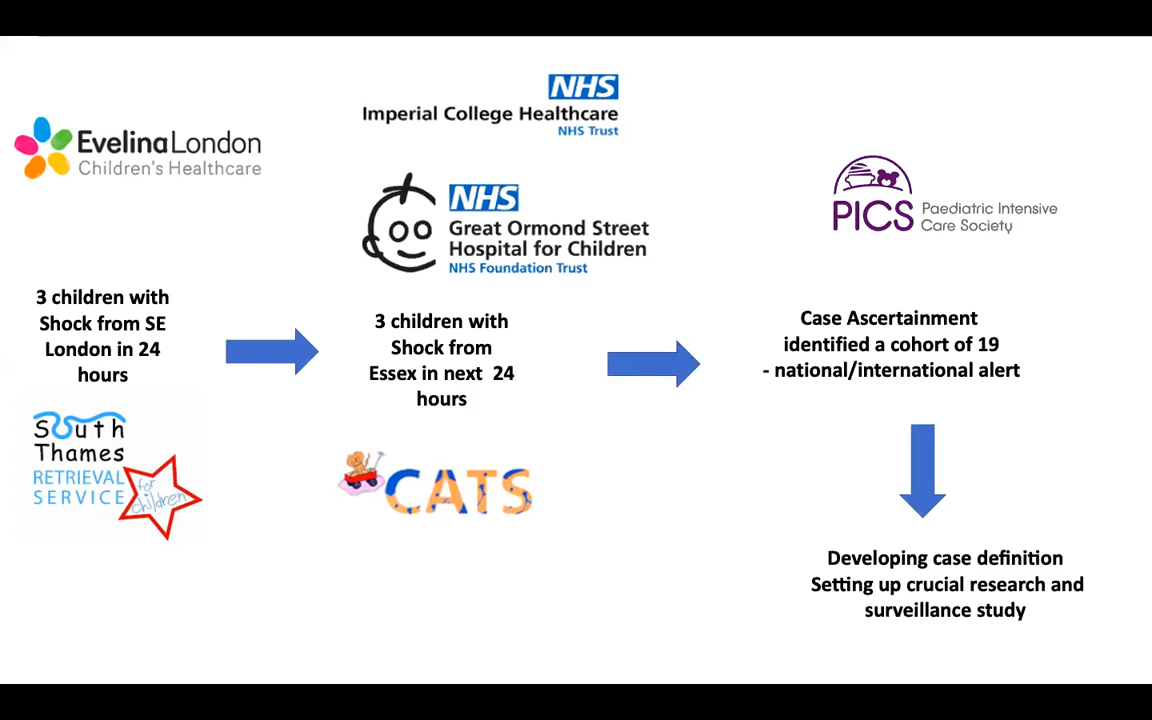 EvelinaLondon
Children's Healthcare
3 children with
Shock from SE
London in 24
hours
South
Thames
RETRIEVAL
SERVICE
for
children
NHS
Imperial College Healthcare
NHS Trust
NHS
Great Ormond Street
Hospital for Children
NHS Foundation Trust
3 children with
Shock from
Essex in next 24
hours
CATS
PICS
Paediatric Intensive
Care Society
Case Ascertainment
identified a cohort of 19
- national/international alert
Developing case definition
Setting up crucial research and
surveillance study